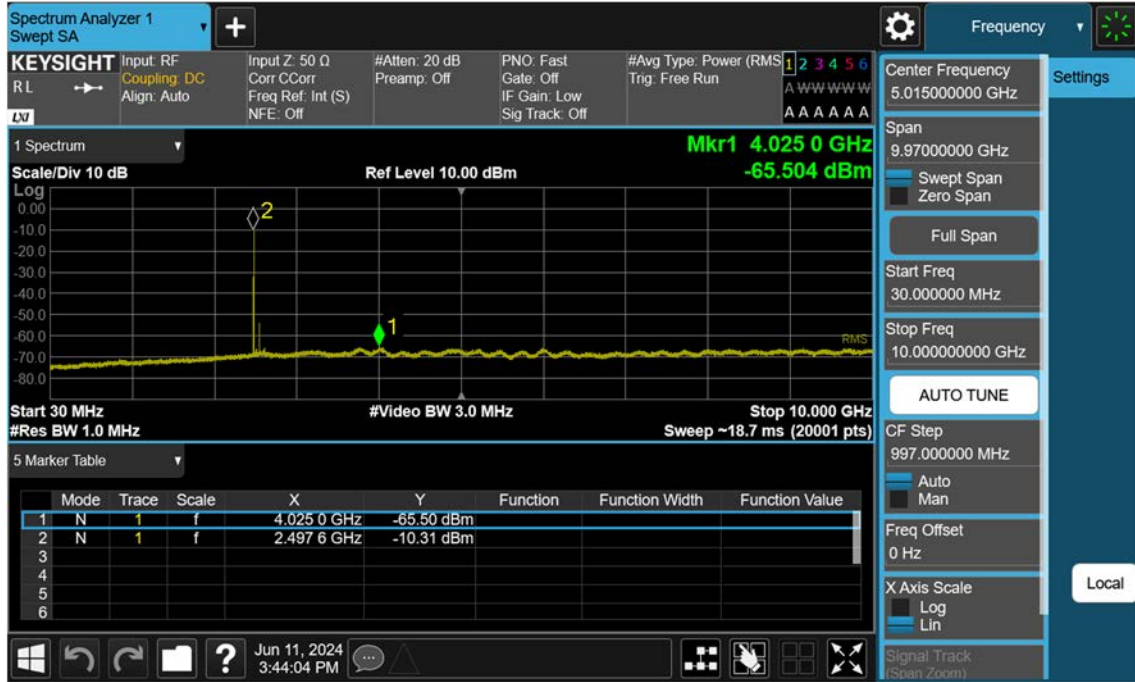 Spectrum Analyzer 1
Swept SA
Frequency
KEYSIGHT
R L
LXI
Input: RF
Coupling: DC
Align: Auto
Input Z: 50 Ω
Corr CCorr
Freq Ref: Int (S)
NFE: Off
#Atten: 20 dB
Preamp: Off
PNO: Fast
Gate: Off
IF Gain: Low
Sig Track: Off
#Avg Type: Power (RMS
Trig: Free Run
1 2 3 4 5 6
A W W W W W
A A A A A A
1 Spectrum
Scale/Div 10 dB
Ref Level 10.00 dBm
Mkr1 4.025 0 GHz
-65.504 dBm
Log
0.00
-10.0
-20.0
-30.0
-40.0
-50.0
-60.0
-70.0
-80.0
2
1
RMS
Start 30 MHz
#Res BW 1.0 MHz
#Video BW 3.0 MHz
Stop 10.000 GHz
Sweep ~18.7 ms (20001 pts)
5 Marker Table
Mode Trace Scale X Y Function Function Width Function Value
1 N 1 f 4.025 0 GHz -65.50 dBm
2 N 1 f 2.497 6 GHz -10.31 dBm
3
4
5
6
Jun 11, 2024
3:44:04 PM
?
Center Frequency
5.015000000 GHz
Span
9.97000000 GHz
Swept Span
Zero Span
Full Span
Start Freq
30.000000 MHz
Stop Freq
10.000000000 GHz
AUTO TUNE
CF Step
997.000000 MHz
Auto
Man
Freq Offset
0 Hz
X Axis Scale
Log
Lin
Signal Track
(Span Zoom)
Settings
Local